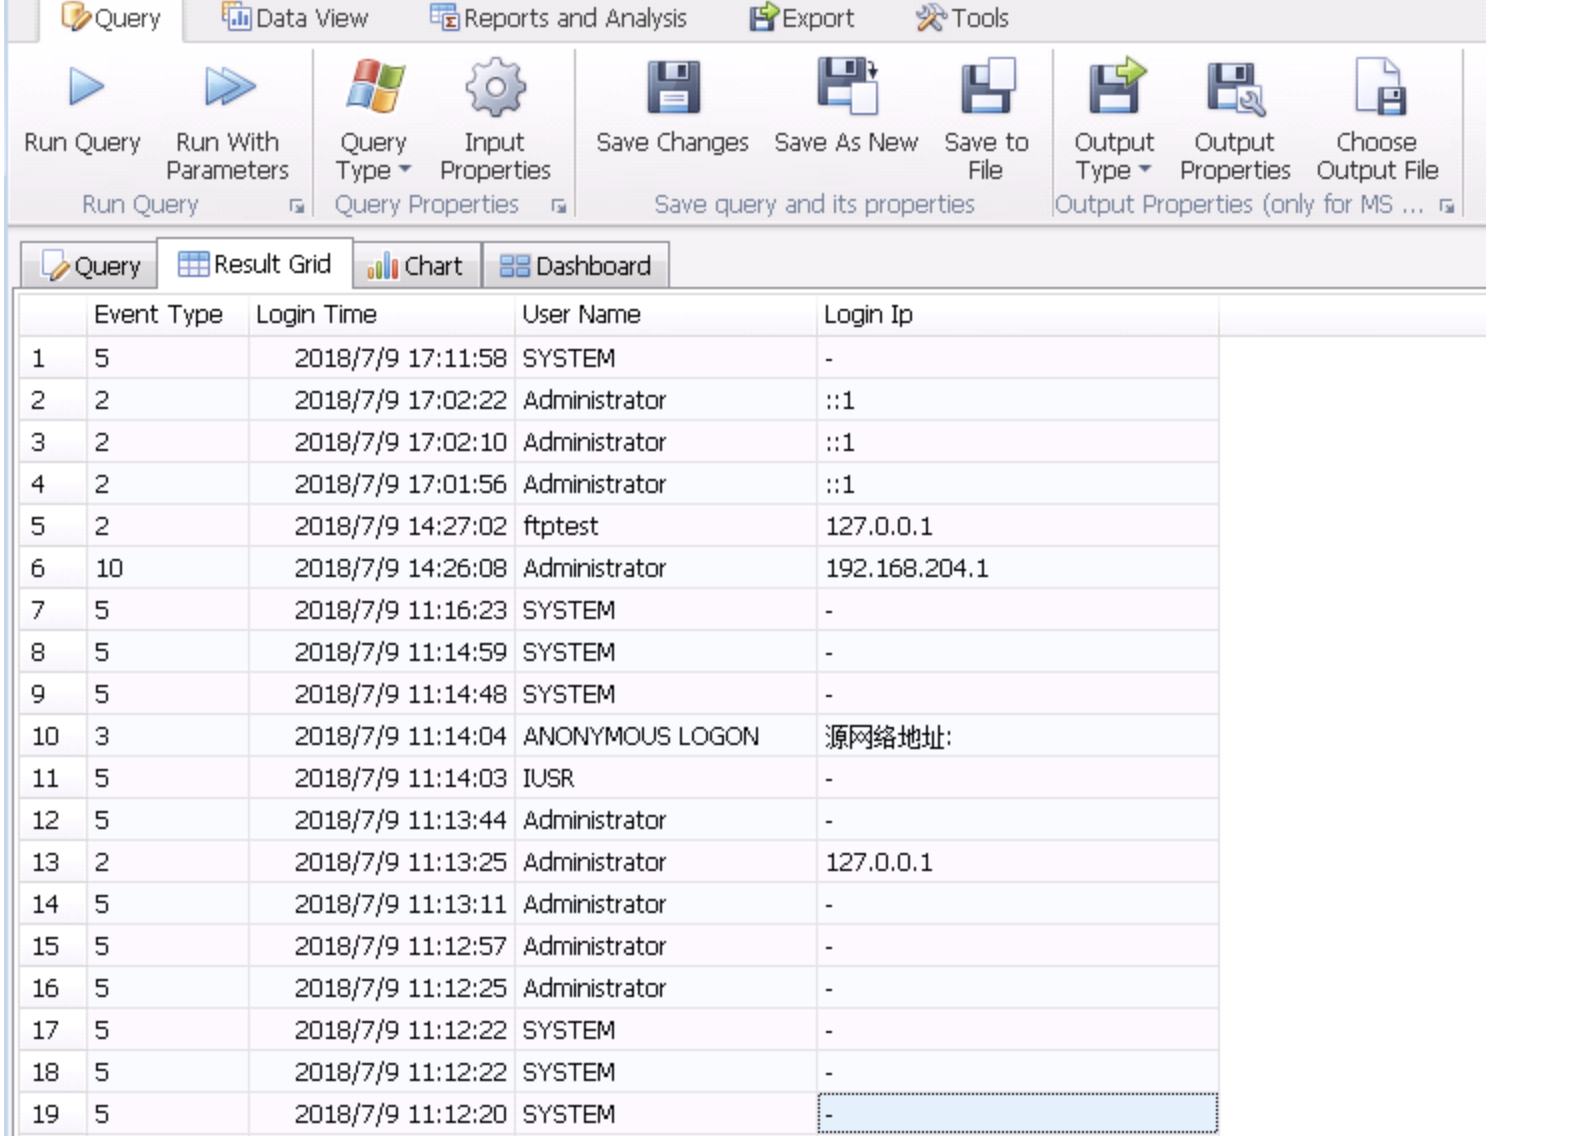 Query Data View Reports and Analysis Export Tools
Run Query Run With Parameters Query Type Input Properties Save Changes Save As New Save to File Output Type Output Properties Choose Output File
Run Query Query Properties Save query and its properties Output Properties (only for MS ...
Query Result Grid Chart Dashboard
Event Type Login Time User Name Login Ip
1 5 2018/7/9 17:11:58 SYSTEM -
2 2 2018/7/9 17:02:22 Administrator ::1
3 2 2018/7/9 17:02:10 Administrator ::1
4 2 2018/7/9 17:01:56 Administrator ::1
5 2 2018/7/9 14:27:02 ftptest 127.0.0.1
6 10 2018/7/9 14:26:08 Administrator 192.168.204.1
7 5 2018/7/9 11:16:23 SYSTEM -
8 5 2018/7/9 11:14:59 SYSTEM -
9 5 2018/7/9 11:14:48 SYSTEM -
10 3 2018/7/9 11:14:04 ANONYMOUS LOGON 源网络地址:
11 5 2018/7/9 11:14:03 IUSR -
12 5 2018/7/9 11:13:44 Administrator -
13 2 2018/7/9 11:13:25 Administrator 127.0.0.1
14 5 2018/7/9 11:13:11 Administrator -
15 5 2018/7/9 11:12:57 Administrator -
16 5 2018/7/9 11:12:25 Administrator -
17 5 2018/7/9 11:12:22 SYSTEM -
18 5 2018/7/9 11:12:22 SYSTEM -
19 5 2018/7/9 11:12:20 SYSTEM -